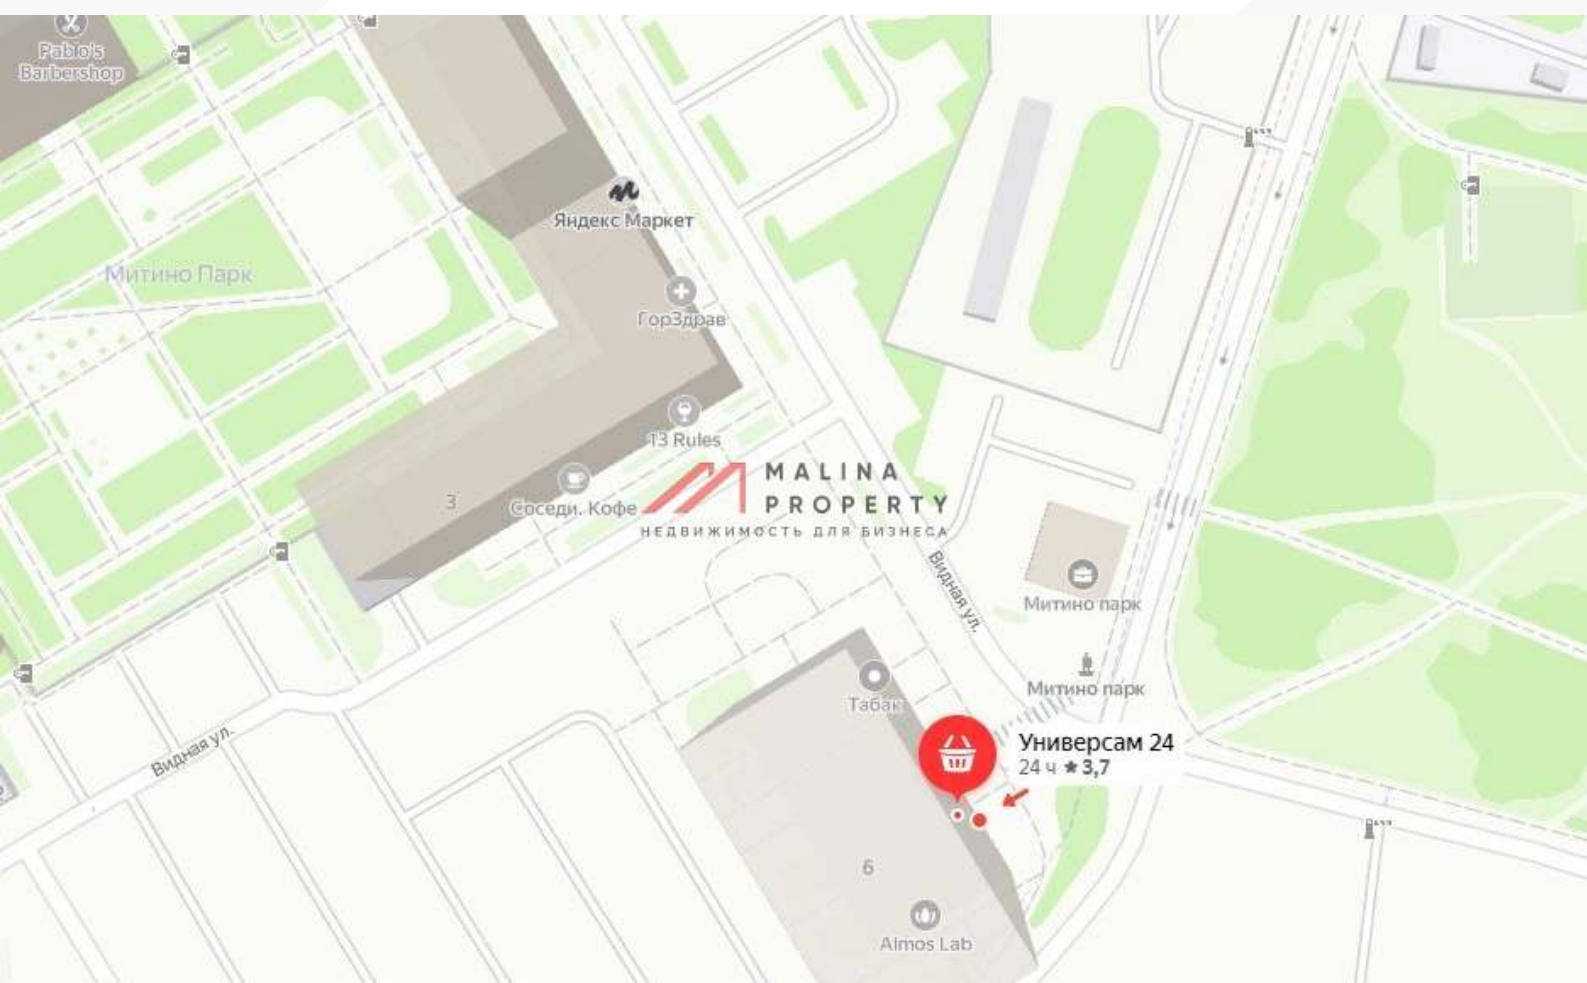 Pablo's
Barbershop
Яндекс Маркет
Митино Парк
ГорЗдрав
13 Rules
3
Соседи. Кофе
MALINA
PROPERTY
НЕДВИЖИМОСТЬ ДЛЯ БИЗНЕСА
Видная ул.
Митино парк
Митино парк
Табак
Видная ул.
Универсам 24
24 ч ★ 3,7
6
Almos Lab